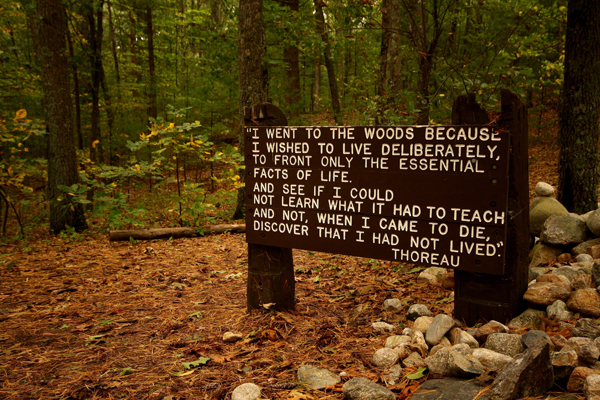 "I WENT TO THE WOODS BECAUSE
I WISHED TO LIVE DELIBERATELY,
TO FRONT ONLY THE ESSENTIAL
FACTS OF LIFE.
AND SEE IF I COULD
NOT LEARN WHAT IT HAD TO TEACH
AND NOT, WHEN I CAME TO DIE,
DISCOVER THAT I HAD NOT LIVED."
THOREAU